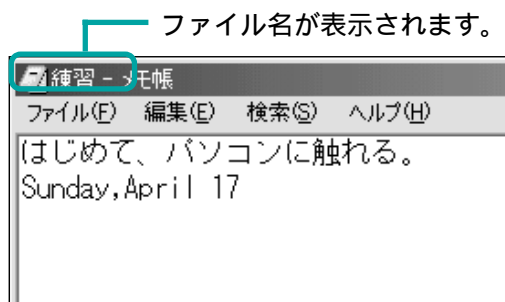 ファイル名が表示されます。
練習 - メモ帳
ファイル(F) 編集(E) 検索(S) ヘルプ(H)
はじめて、パソコンに触れる。
Sunday,April 17